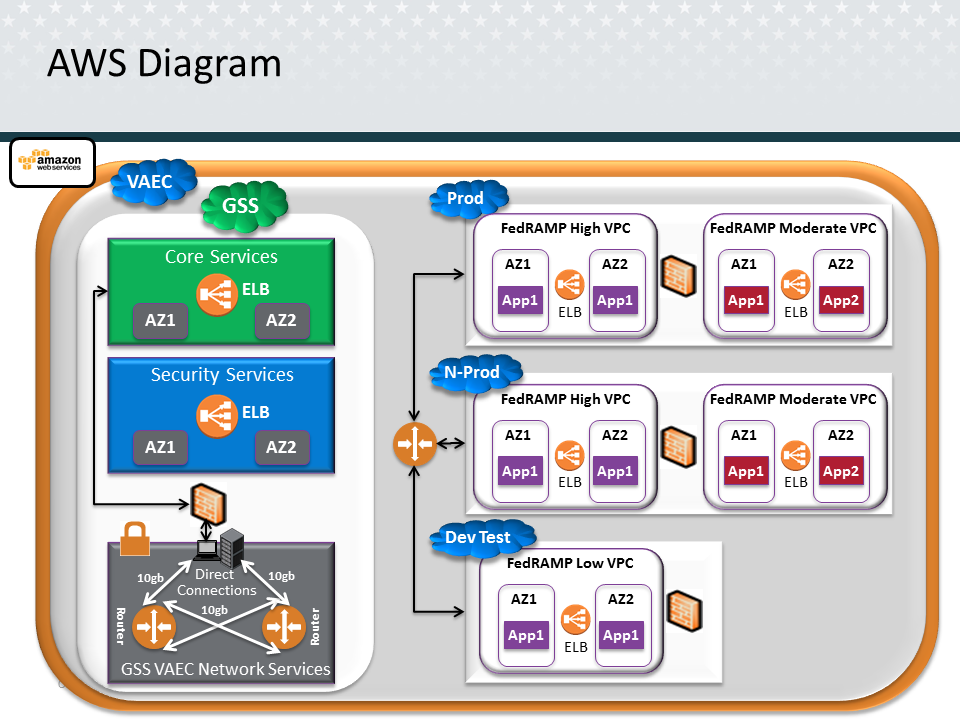 AWS Diagram
amazon
webservices
VAEC
GSS
Core Services
ELB
AZ1
AZ2
Security Services
ELB
AZ1
AZ2
10gb
Direct
Connections
10gb
10gb
Router
Router
GSS VAEC Network Services
Prod
FedRAMP High VPC
AZ1
AZ2
App1
App1
ELB
FedRAMP Moderate VPC
AZ1
AZ2
App1
App2
ELB
N-Prod
FedRAMP High VPC
AZ1
AZ2
App1
App1
ELB
FedRAMP Moderate VPC
AZ1
AZ2
App1
App2
ELB
Dev Test
FedRAMP Low VPC
AZ1
AZ2
App1
App1
ELB